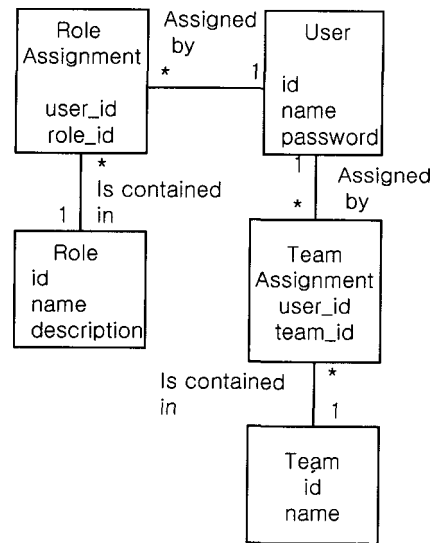 Role
Assignment
user_id
role_id
Assigned
by
*
1
User
id
name
password
*
Is contained
in
1
1
Assigned
by
*
Role
id
name
description
Team
Assignment
user_id
team_id
Is contained
in
*
1
Team
id
name